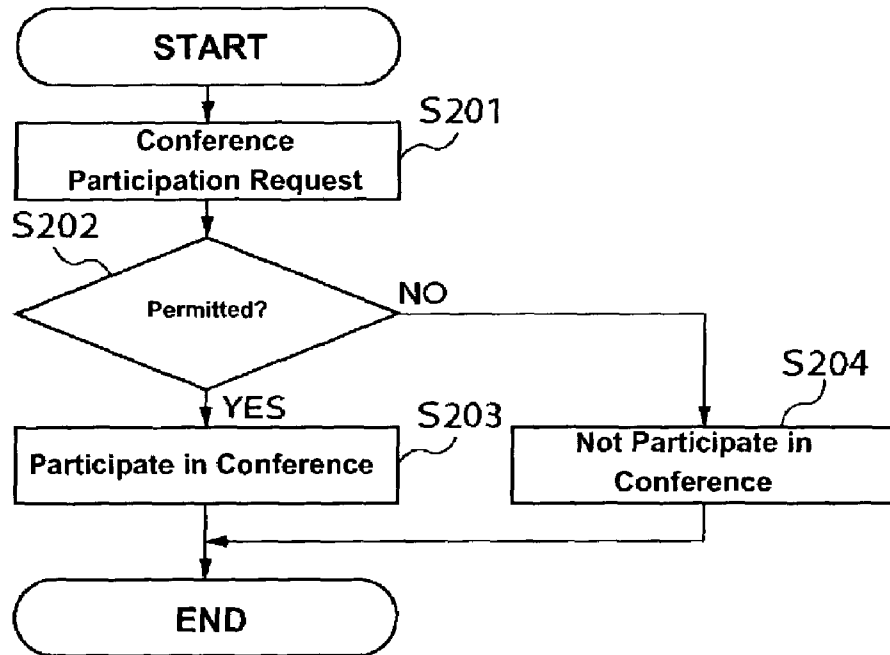 START
S201
Conference
Participation Request
S202
Permitted?
NO
YES
S203
S204
Participate in Conference
Not Participate in
Conference
END